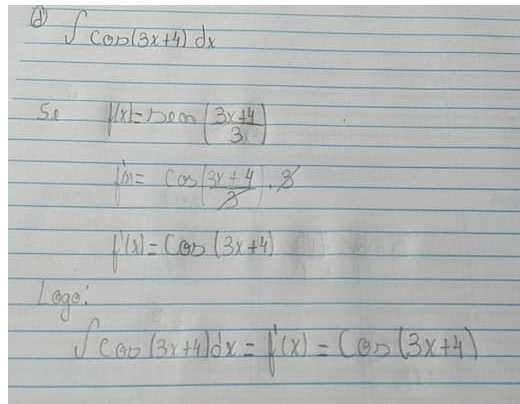 d) ∫ cos(3x+4) dx
Se f(x) = sen((3x+4)/3)
f'(x) = cos((3x+4)/3) . 3
f'(x) = cos(3x+4)
Logo:
∫ cos(3x+4)dx = f'(x) = cos(3x+4)